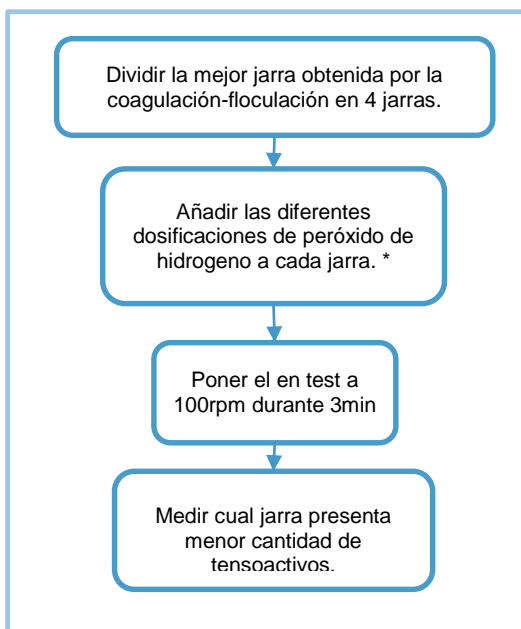 Dividir la mejor jarra obtenida por la
coagulación-floculación en 4 jarras.
Añadir las diferentes
dosificaciones de peróxido de
hidrogeno a cada jarra. *
Poner el en test a
100rpm durante 3min
Medir cual jarra presenta
menor cantidad de
tensoactivos.